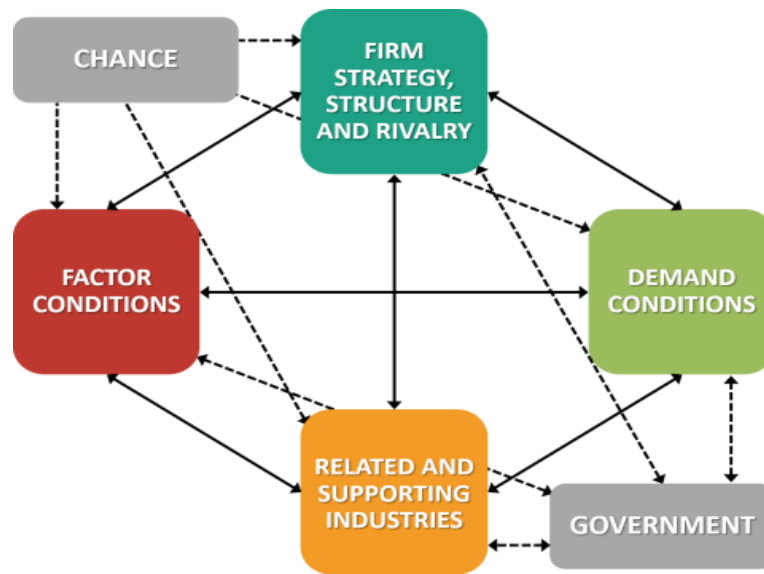 CHANCE
FIRM
STRATEGY,
STRUCTURE
AND RIVALRY
FACTOR
CONDITIONS
DEMAND
CONDITIONS
RELATED AND
SUPPORTING
INDUSTRIES
GOVERNMENT